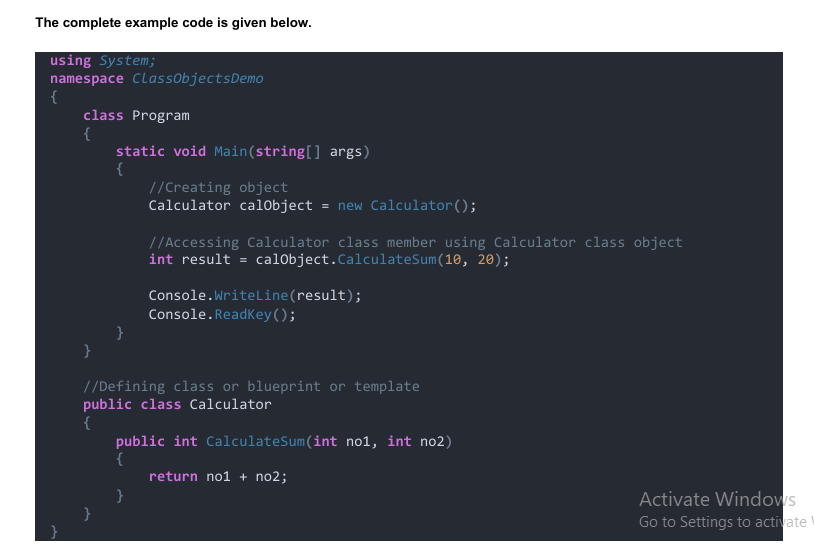 The complete example code is given below.
using System;
namespace ClassObjectsDemo
{
class Program
{
static void Main(string[] args)
{
//Creating object
Calculator calObject = new Calculator();
//Accessing Calculator class member using Calculator class object
int result = calObject.CalculateSum(10, 20);
Console.WriteLine(result);
Console.ReadKey();
}
}
//Defining class or blueprint or template
public class Calculator
{
public int CalculateSum(int no1, int no2)
{
return no1 + no2;
}
}
}
Activate Windows
Go to Settings to activate